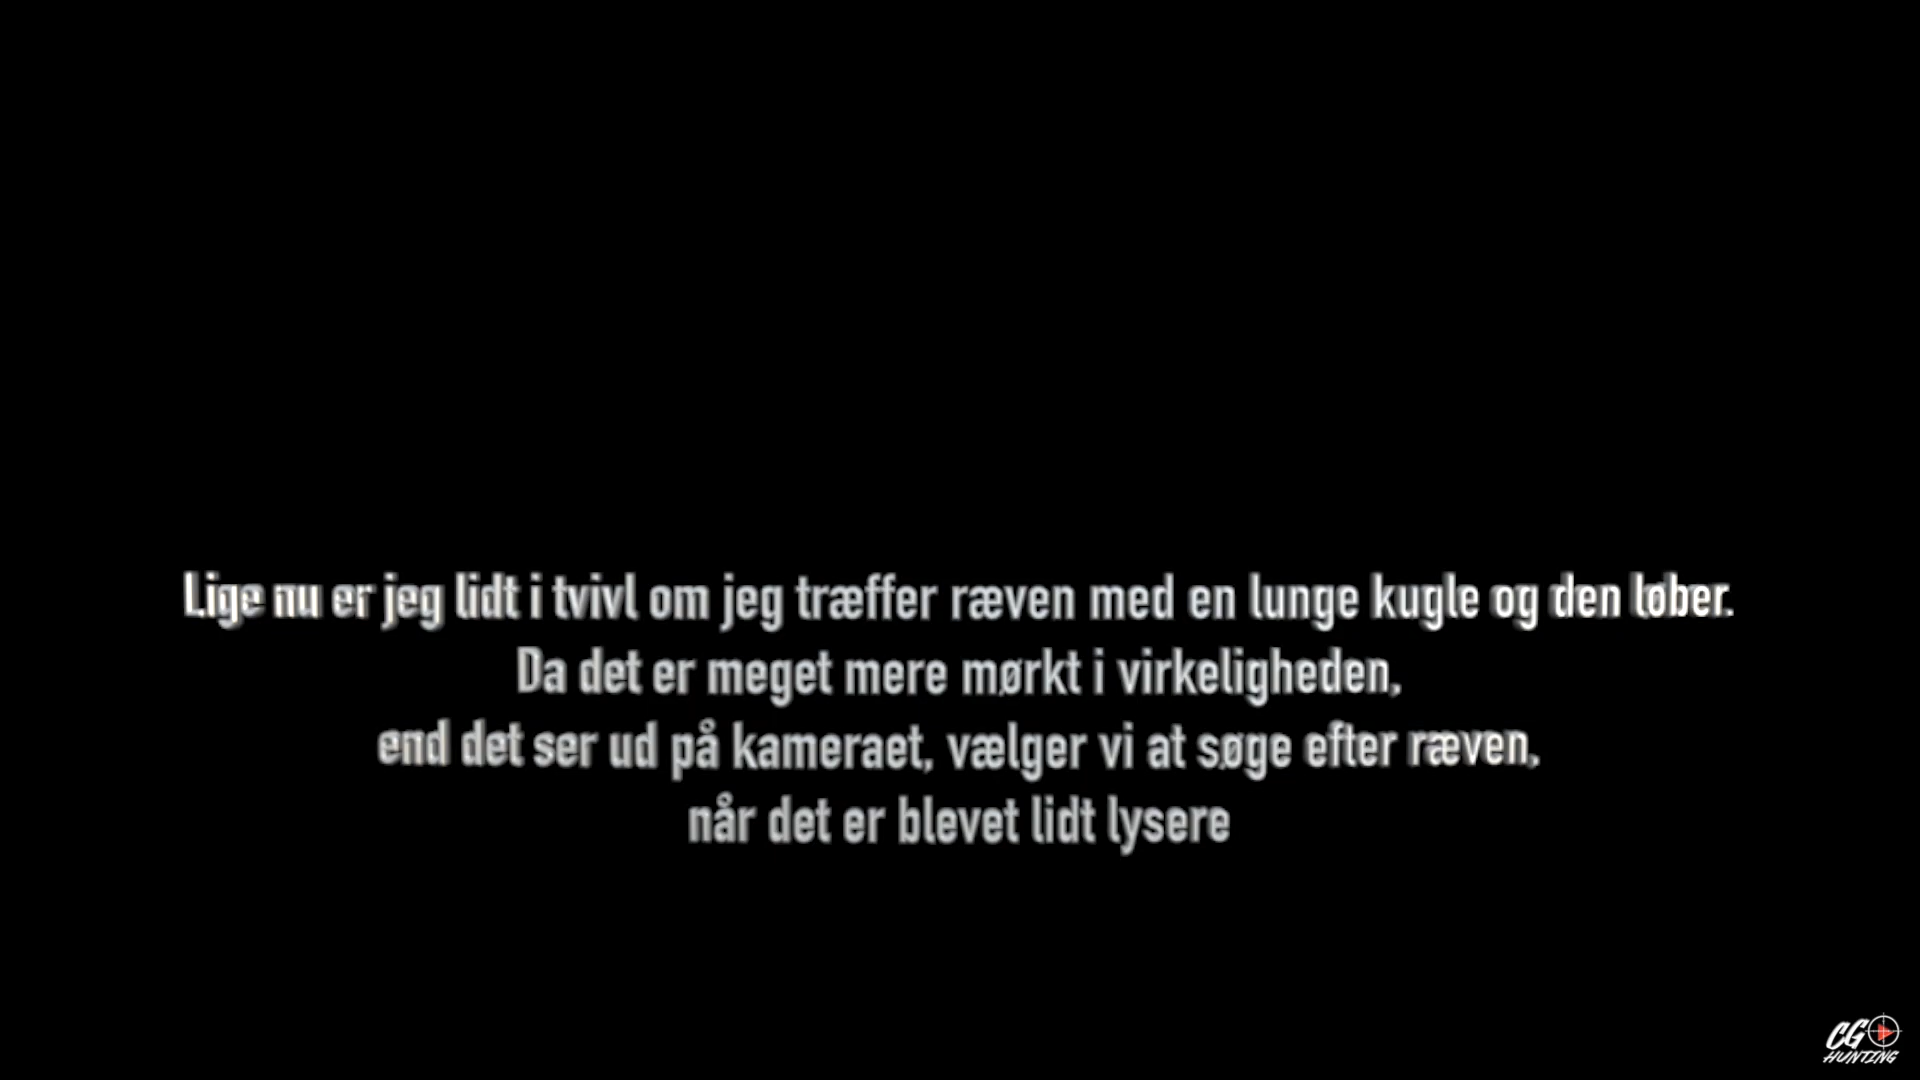 Lige nu er jeg lidt i tvivl om jeg træffer ræven med en lunge kugle og den løber.
Da det er meget mere mørkt i virkeligheden,
end det ser ud på kameraet, vælger vi at søge efter ræven,
når det er blevet lidt lysere
CG
HUNTING